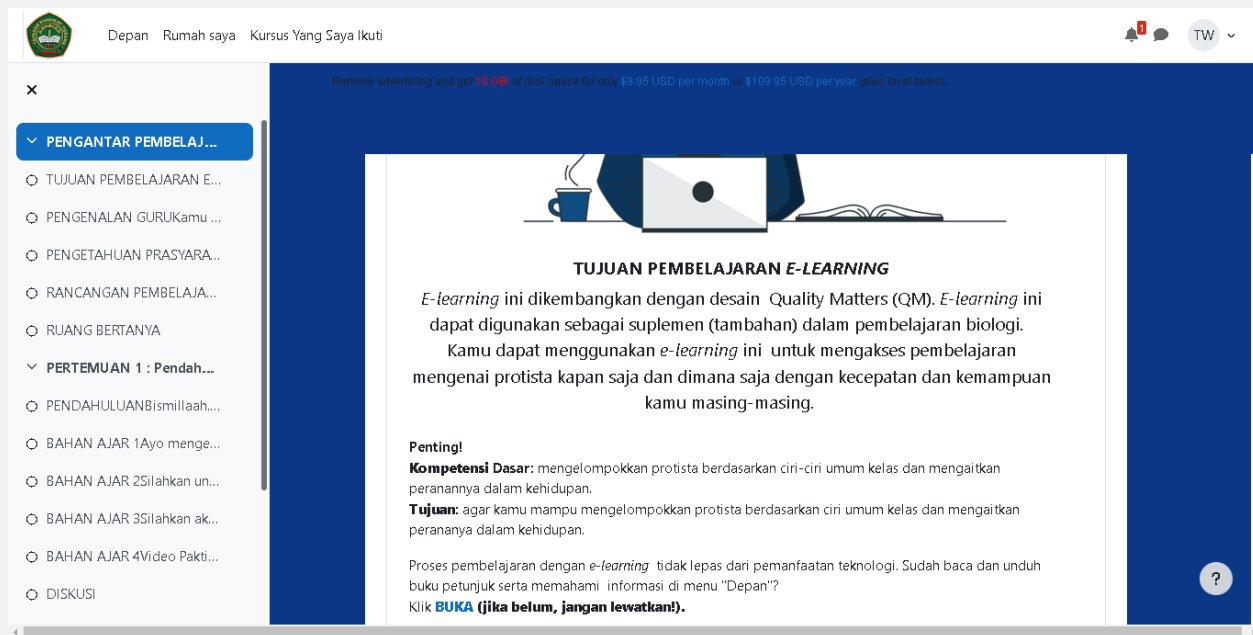 Depan Rumah saya Kursus Yang Saya Ikuti
1
TW
Remove advertising and get 10 GB! of disk space for only $9.95 USD per month or $109.95 USD per year (plus local taxes)
PENGANTAR PEMBELAJ...
TUJUAN PEMBELAJARAN E...
PENGENALAN GURUKamu ...
PENGETAHUAN PRASYARA...
RANCANGAN PEMBELAJA...
RUANG BERTANYA
PERTEMUAN 1 : Pendah...
PENDAHULUANBismillaah....
BAHAN AJAR 1Ayo menge...
BAHAN AJAR 2Silahkan un...
BAHAN AJAR 3Silahkan ak...
BAHAN AJAR 4Video Pakti...
DISKUSI
TUJUAN PEMBELAJARAN E-LEARNING
E-learning ini dikembangkan dengan desain Quality Matters (QM). E-learning ini
dapat digunakan sebagai suplemen (tambahan) dalam pembelajaran biologi.
Kamu dapat menggunakan e-learning ini untuk mengakses pembelajaran
mengenai protista kapan saja dan dimana saja dengan kecepatan dan kemampuan
kamu masing-masing.
Penting!
Kompetensi Dasar: mengelompokkan protista berdasarkan ciri-ciri umum kelas dan mengaitkan
peranannya dalam kehidupan.
Tujuan: agar kamu mampu mengelompokkan protista berdasarkan ciri umum kelas dan mengaitkan
perananya dalam kehidupan.
Proses pembelajaran dengan e-learning tidak lepas dari pemanfaatan teknologi. Sudah baca dan unduh
buku petunjuk serta memahami informasi di menu "Depan"?
Klik BUKA (jika belum, jangan lewatkan!).
?